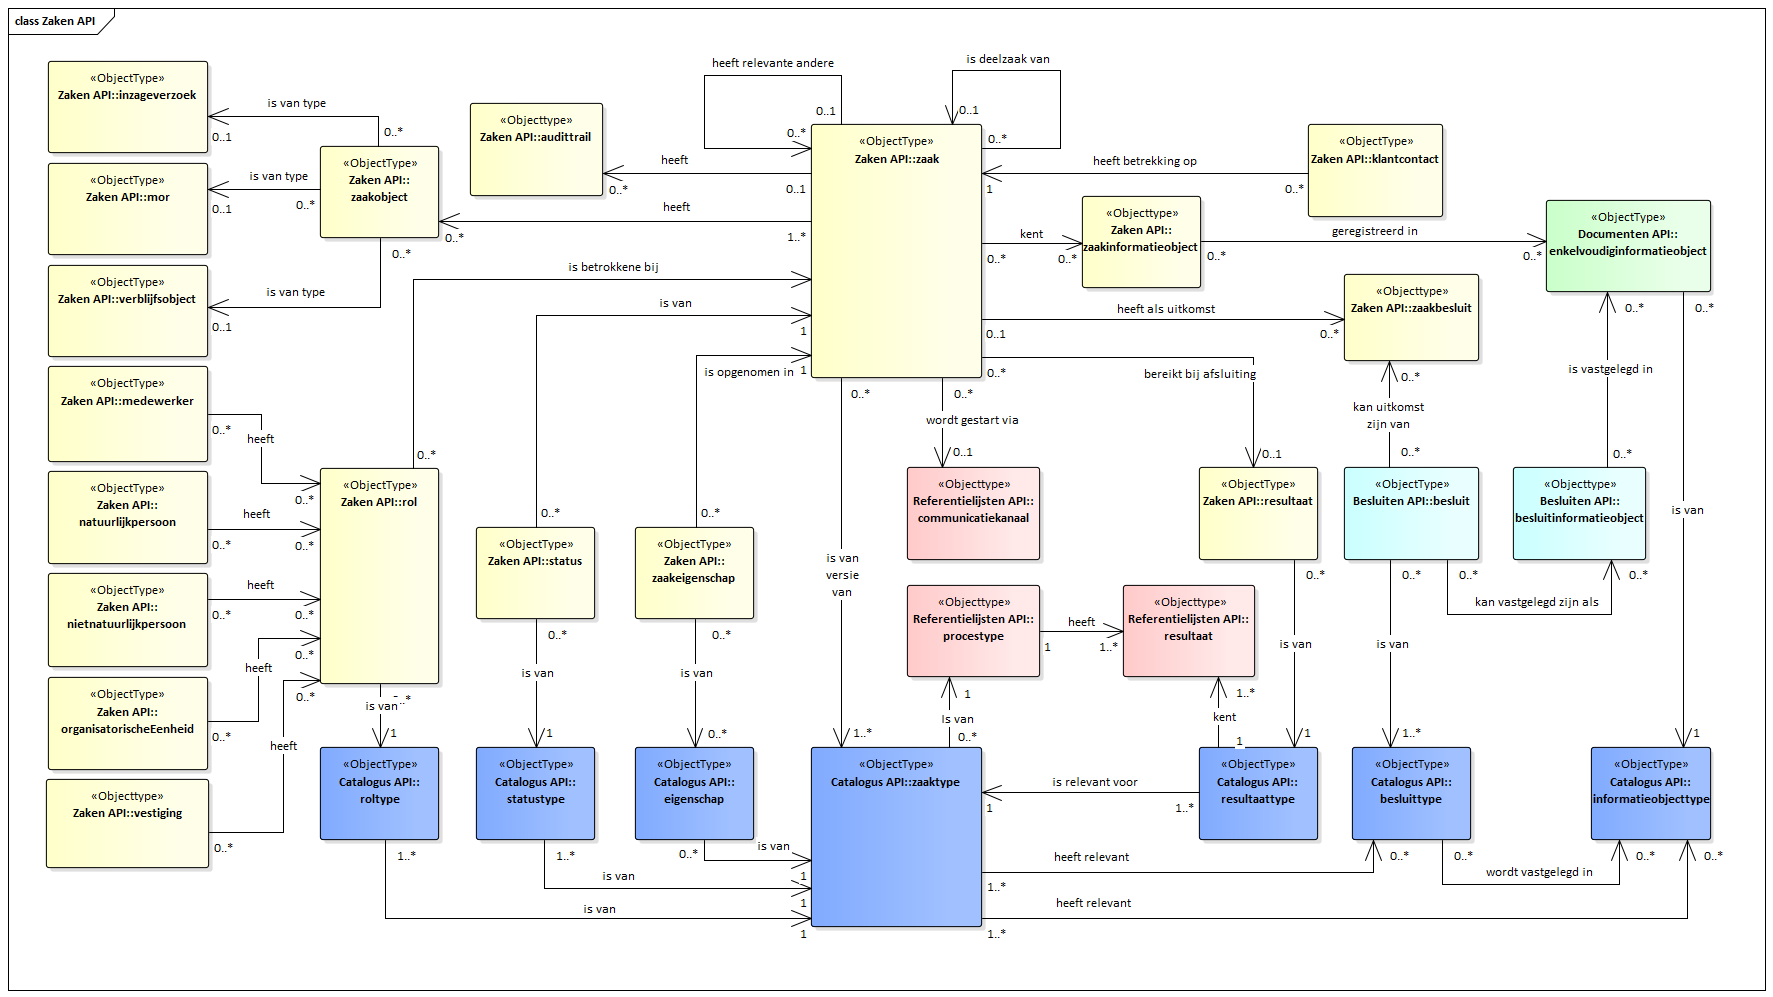 class Zaken API
«ObjectType»
Zaken API::inzageverzoek
is van type
0..1
0..*
«ObjectType»
Zaken API::mor
is van type
0..1
0..*
«ObjectType»
Zaken API::
zaakobject
0..*
«ObjectType»
Zaken API::verblijfsobject
is van type
0..1
«Objecttype»
Zaken API::audittrail
heeft
0..*
0..1
heeft
0..*
1..*
heeft relevante andere
0..1
0..*
is deelzaak van
0..1
0..*
«ObjectType»
Zaken API::zaak
heeft betrekking op
1
0..*
«ObjectType»
Zaken API::klantcontact
kent
0..*
0..*
«Objecttype»
Zaken API::
zaakinformatieobject
geregistreerd in
0..*
0..*
«ObjectType»
Documenten API::
enkelvoudiginformatieobject
heeft als uitkomst
0..1
0..*
«Objecttype»
Zaken API::zaakbesluit
is betrokkene bij
is van
1
is opgenomen in
1
0..*
bereikt bij afsluiting
0..1
0..*
0..*
wordt gestart via
0..1
0..*
kan uitkomst
zijn van
0..*
0..*
is vastgelegd in
0..*
0..*
is van
«ObjectType»
Zaken API::medewerker
0..*
heeft
0..*
«ObjectType»
Zaken API::
natuurlijkpersoon
0..*
heeft
0..*
«ObjectType»
Zaken API::
nietnatuurlijkpersoon
0..*
heeft
0..*
«ObjectType»
Zaken API::
organisatorischeEenheid
0..*
heeft
0..*
«Objecttype»
Zaken API::vestiging
0..*
heeft
0..*
0..*
«ObjectType»
Zaken API::rol
0..*
«ObjectType»
Zaken API::status
0..*
0..*
«ObjectType»
Zaken API::
zaakeigenschap
0..*
«Objecttype»
Referentielijsten API::
communicatiekanaal
«ObjectType»
Zaken API::resultaat
0..*
«ObjectType»
Besluiten API::besluit
0..*
0..*
«Objecttype»
Besluiten API::
besluitinformatieobject
0..*
kan vastgelegd zijn als
is van
versie
van
«Objecttype»
Referentielijsten API::
procestype
heeft
1
1..*
«Objecttype»
Referentielijsten API::
resultaat
is van
is van
is van
1
is van
1
is van
0..*
1..*
1
Is van
0..*
1..*
kent
1
1
1..*
1
«ObjectType»
Catalogus API::
roltype
1..*
«ObjectType»
Catalogus API::
statustype
1..*
«ObjectType»
Catalogus API::
eigenschap
0..*
«ObjectType»
Catalogus API::zaaktype
is relevant voor
1
1..*
«ObjectType»
Catalogus API::
resultaattype
«ObjectType»
Catalogus API::
besluittype
«ObjectType»
Catalogus API::
informatieobjecttype
is van
1
is van
1
is van
1
heeft relevant
1..*
0..*
0..*
wordt vastgelegd in
0..*
0..*
heeft relevant
1..*